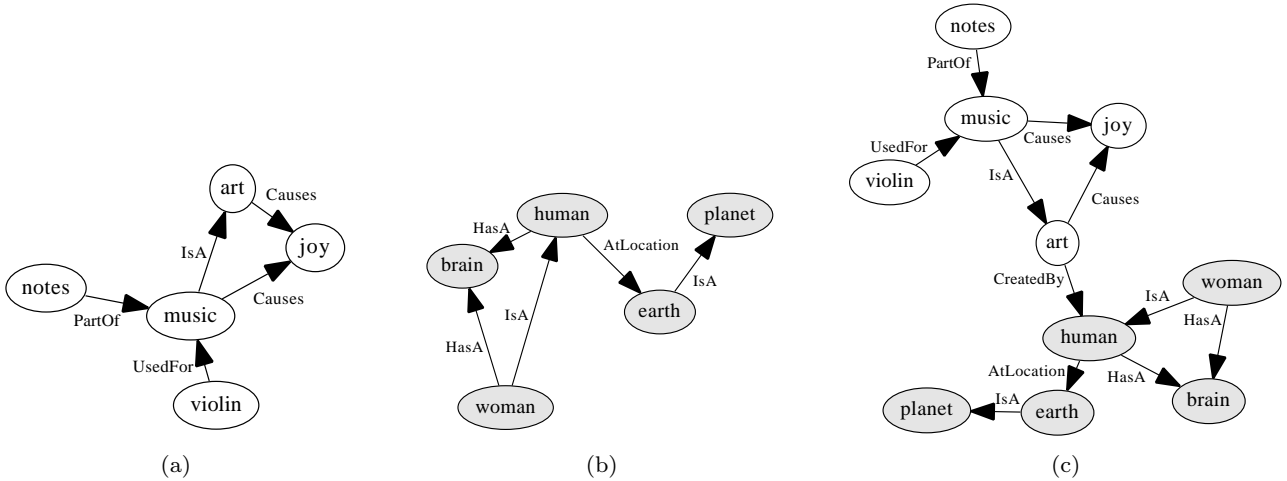 art
Causes
joy
IsA
notes
Causes
PartOf
music
UsedFor
violin
(a)
human
planet
HasA
AtLocation
brain
IsA
earth
IsA
HasA
woman
(b)
notes
PartOf
music
joy
Causes
UsedFor
violin
IsA
Causes
art
CreatedBy
woman
IsA
HasA
human
AtLocation
HasA
planet
IsA
earth
brain
(c)